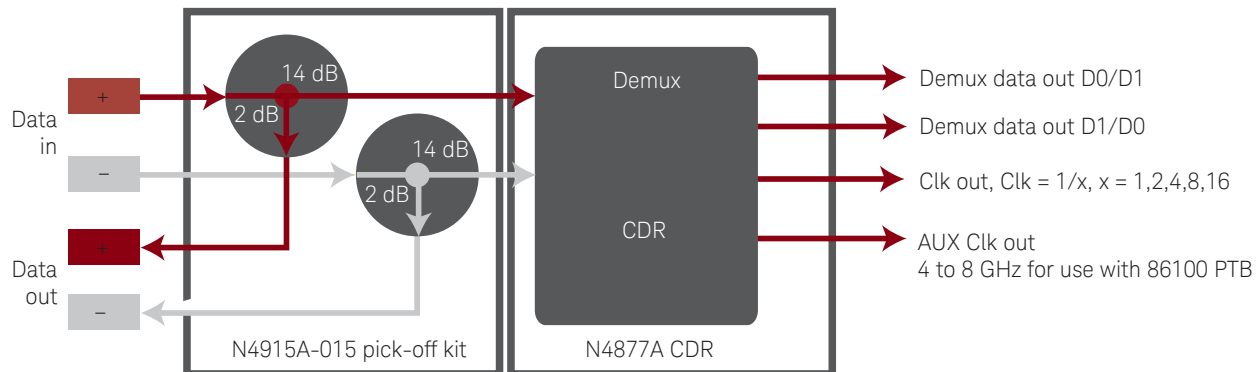 Data
in
+
−
Data
out
+
−
14 dB
2 dB
14 dB
2 dB
N4915A-015 pick-off kit
Demux
CDR
N4877A CDR
Demux data out D0/D1
Demux data out D1/D0
Clk out, Clk = 1/x, x = 1,2,4,8,16
AUX Clk out
4 to 8 GHz for use with 86100 PTB